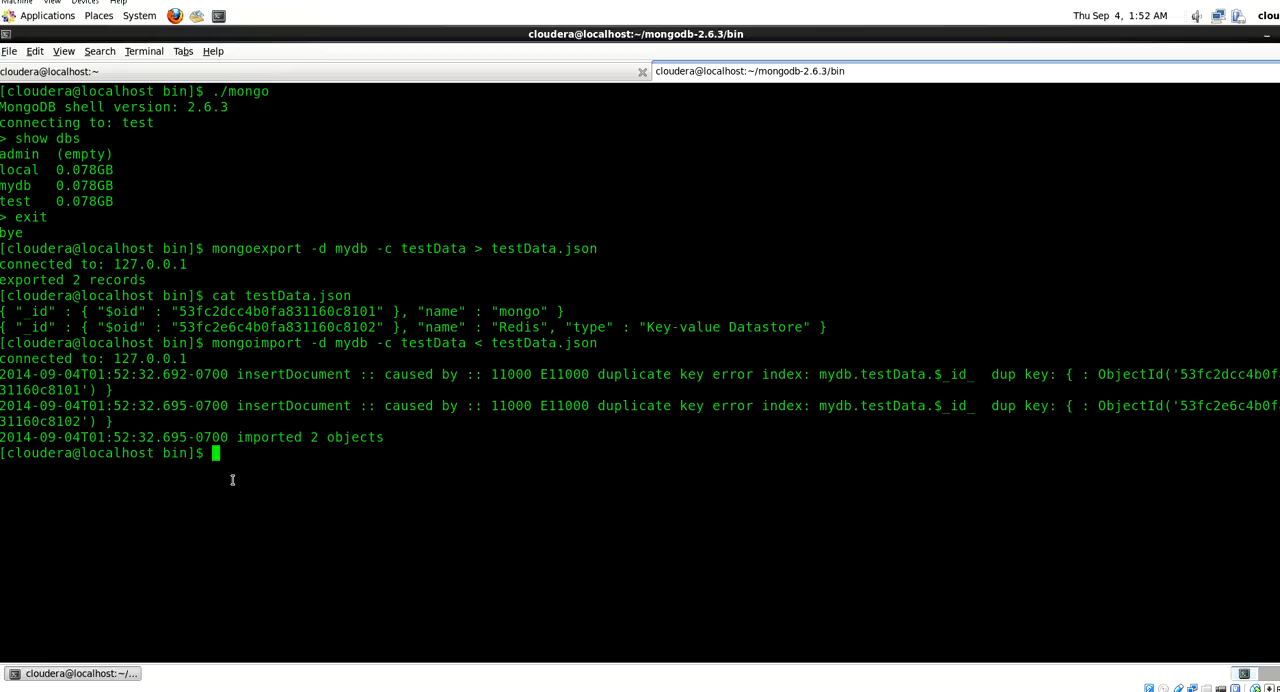 Machine View Devices Help
Applications Places System Thu Sep 4, 1:52 AM clou
cloudera@localhost:~/mongodb-2.6.3/bin
File Edit View Search Terminal Tabs Help
cloudera@localhost:~ cloudera@localhost:~/mongodb-2.6.3/bin
[cloudera@localhost bin]$ ./mongo
MongoDB shell version: 2.6.3
connecting to: test
> show dbs
admin (empty)
local 0.078GB
mydb 0.078GB
test 0.078GB
> exit
bye
[cloudera@localhost bin]$ mongoexport -d mydb -c testData > testData.json
connected to: 127.0.0.1
exported 2 records
[cloudera@localhost bin]$ cat testData.json
{ "_id" : { "$oid" : "53fc2dcc4b0fa831160c8101" }, "name" : "mongo" }
{ "_id" : { "$oid" : "53fc2e6c4b0fa831160c8102" }, "name" : "Redis", "type" : "Key-value Datastore" }
[cloudera@localhost bin]$ mongoimport -d mydb -c testData < testData.json
connected to: 127.0.0.1
2014-09-04T01:52:32.692-0700 insertDocument :: caused by :: 11000 E11000 duplicate key error index: mydb.testData.$_id_  dup key: { : ObjectId('53fc2dcc4b0f
31160c8101') }
2014-09-04T01:52:32.695-0700 insertDocument :: caused by :: 11000 E11000 duplicate key error index: mydb.testData.$_id_  dup key: { : ObjectId('53fc2e6c4b0f
31160c8102') }
2014-09-04T01:52:32.695-0700 imported 2 objects
[cloudera@localhost bin]$
cloudera@localhost:~/...